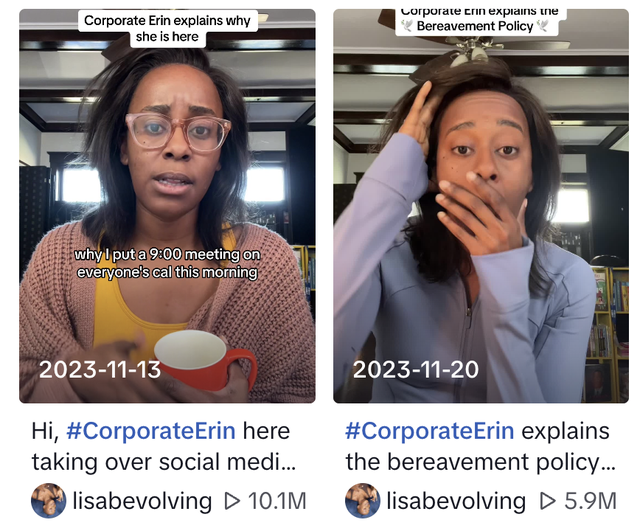 Corporate Erin explains why
she is here
why I put a 9:00 meeting on
everyone's cal this morning
2023-11-13
Hi, #CorporateErin here
taking over social medi...
lisabevolving ▷ 10.1M
Corporate Erin explains the
🕊 Bereavement Policy 🕊
2023-11-20
#CorporateErin explains
the bereavement policy...
lisabevolving ▷ 5.9M